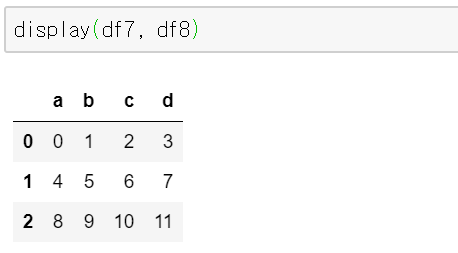 display(df7, df8)
a b c d
0 0 1 2 3
1 4 5 6 7
2 8 9 10 11